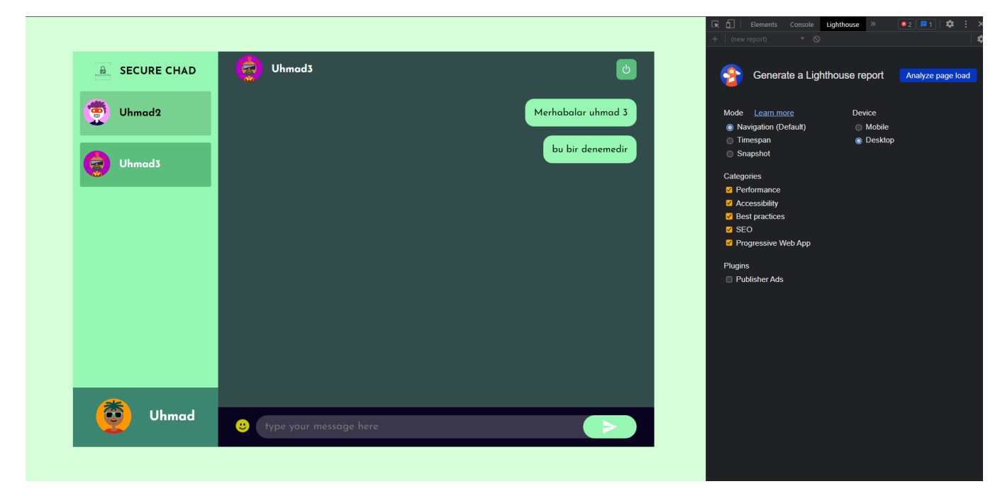 SECURE CHAD
Uhmad2
Uhmad3
Uhmad
Uhmad3
Merhabalar uhmad 3
bu bir denemedir
type your message here
Elements Console Lighthouse » 2 1
+ (new report)
Generate a Lighthouse report Analyze page load
Mode Learn more Device
Navigation (Default) Mobile
Timespan Desktop
Snapshot
Categories
Performance
Accessibility
Best practices
SEO
Progressive Web App
Plugins
Publisher Ads